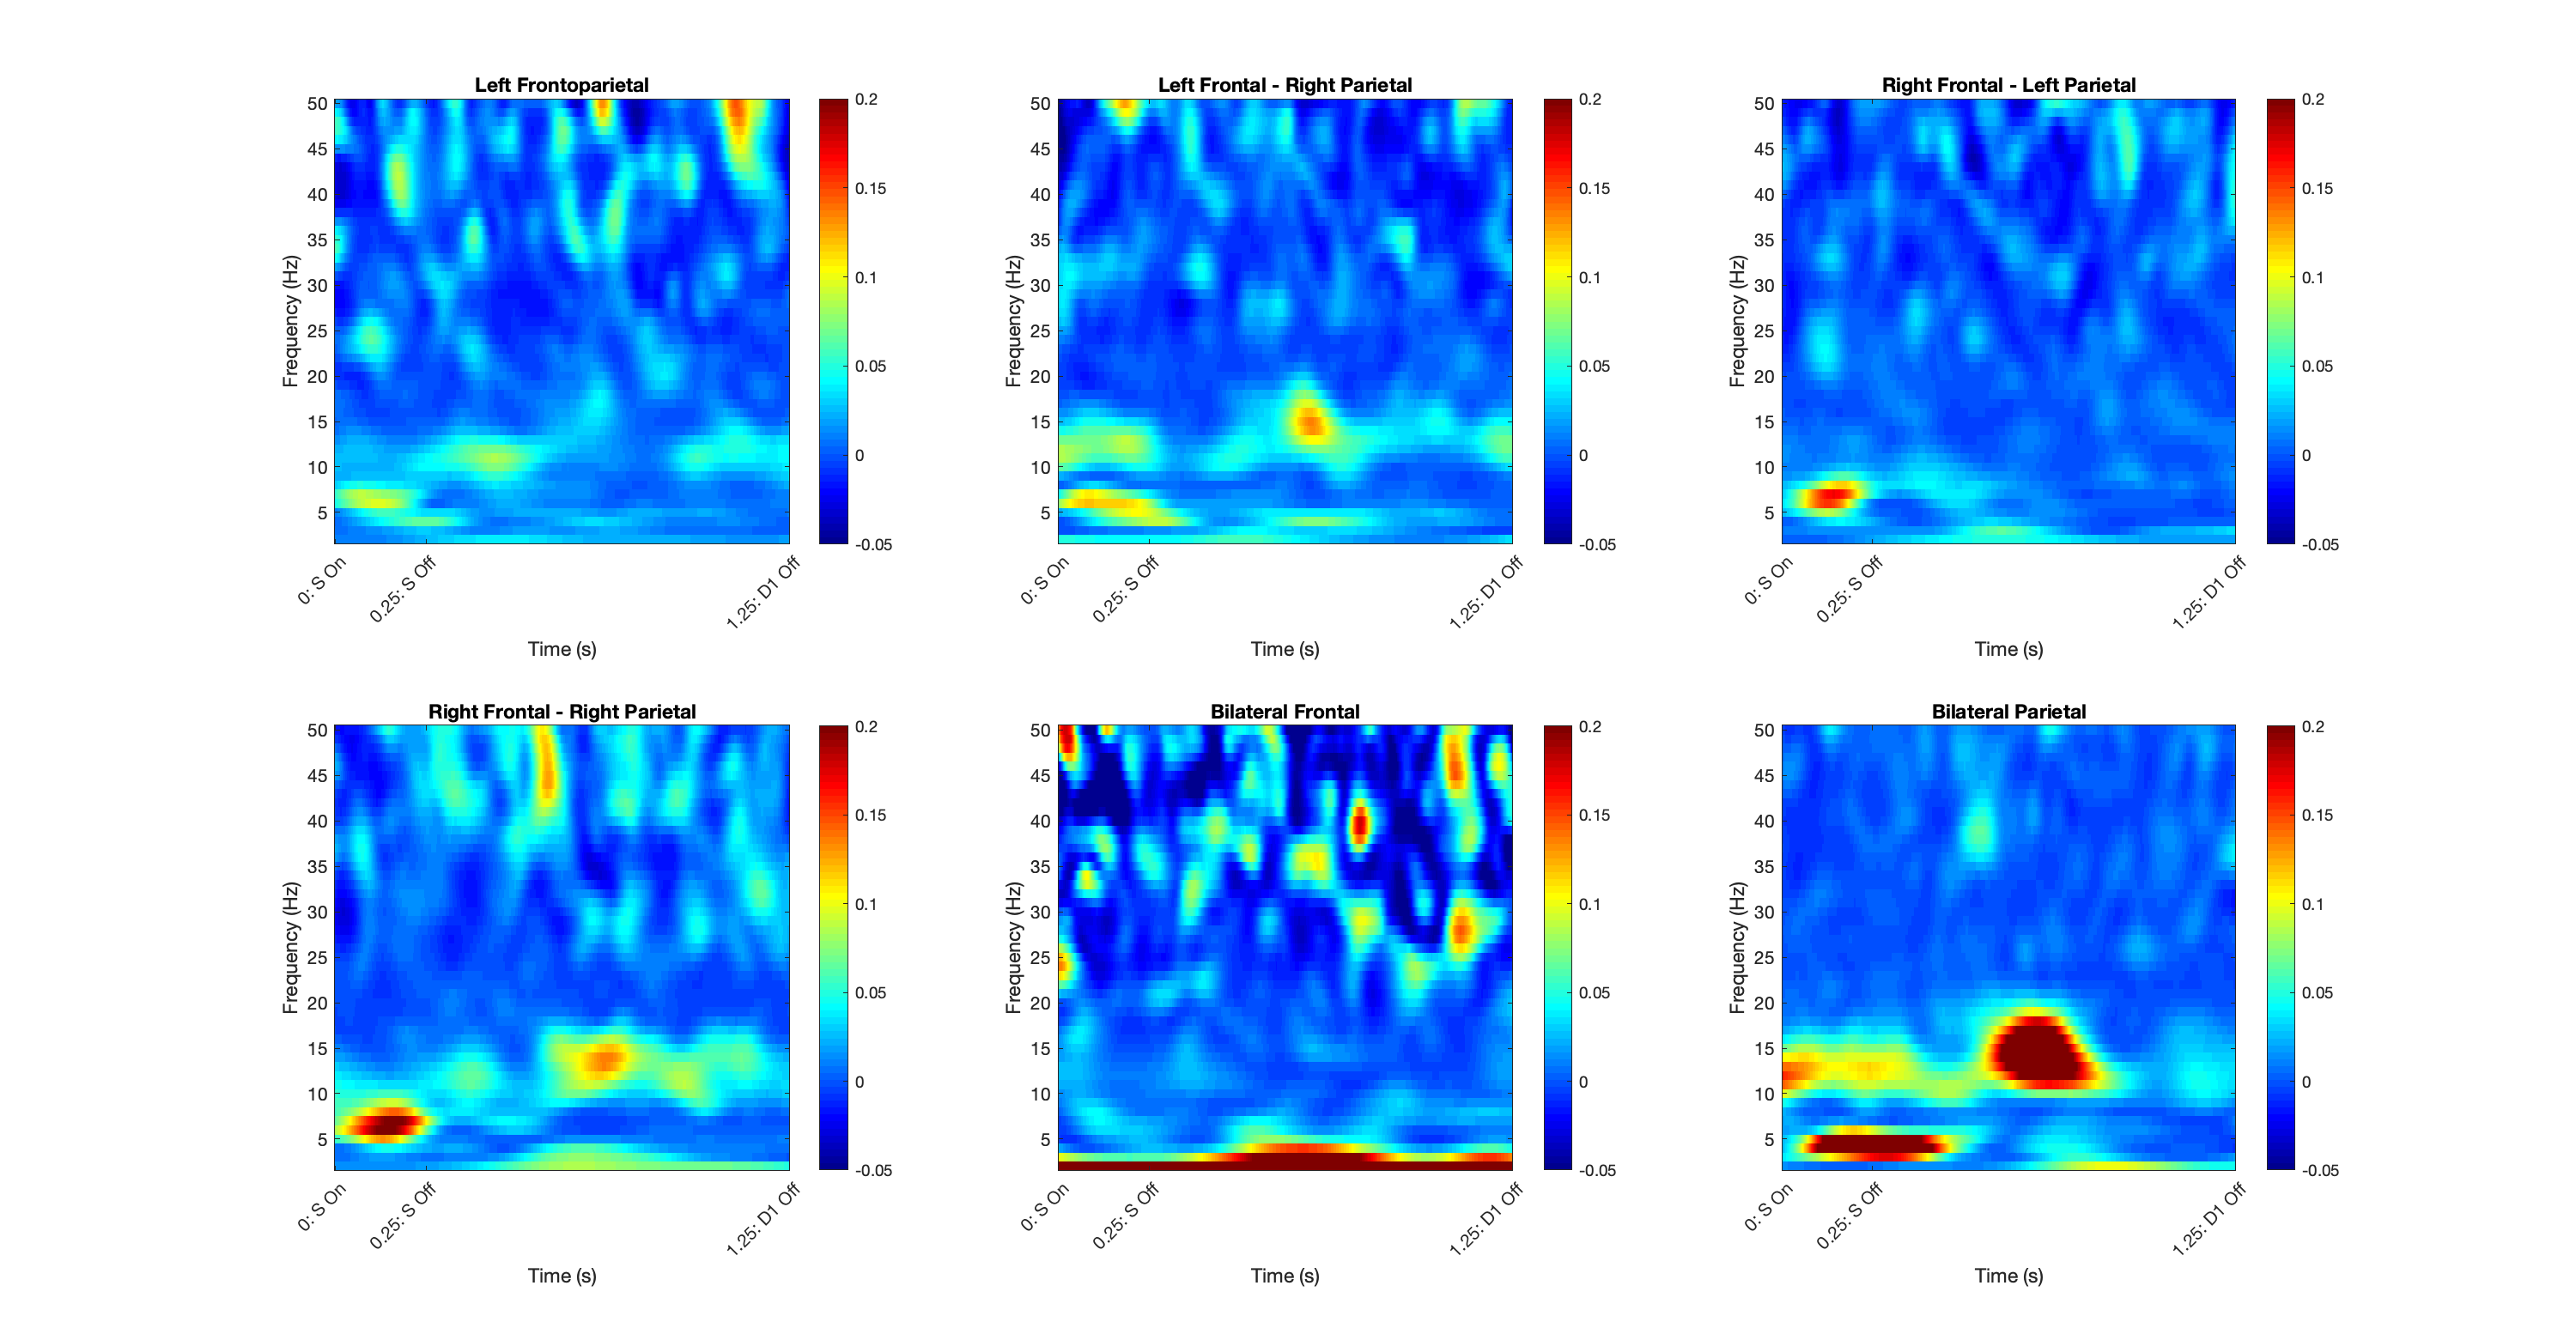 Left Frontoparietal
50
45
40
35
30
25
20
15
10
5
Frequency (Hz)
0: S On
0.25: S Off
1.25: D1 Off
Time (s)
0.2
0.15
0.1
0.05
0
-0.05
Left Frontal - Right Parietal
50
45
40
35
30
25
20
15
10
5
Frequency (Hz)
0: S On
0.25: S Off
1.25: D1 Off
Time (s)
0.2
0.15
0.1
0.05
0
-0.05
Right Frontal - Left Parietal
50
45
40
35
30
25
20
15
10
5
Frequency (Hz)
0: S On
0.25: S Off
1.25: D1 Off
Time (s)
0.2
0.15
0.1
0.05
0
-0.05
Right Frontal - Right Parietal
50
45
40
35
30
25
20
15
10
5
Frequency (Hz)
0: S On
0.25: S Off
1.25: D1 Off
Time (s)
0.2
0.15
0.1
0.05
0
-0.05
Bilateral Frontal
50
45
40
35
30
25
20
15
10
5
Frequency (Hz)
0: S On
0.25: S Off
1.25: D1 Off
Time (s)
0.2
0.15
0.1
0.05
0
-0.05
Bilateral Parietal
50
45
40
35
30
25
20
15
10
5
Frequency (Hz)
0: S On
0.25: S Off
1.25: D1 Off
Time (s)
0.2
0.15
0.1
0.05
0
-0.05